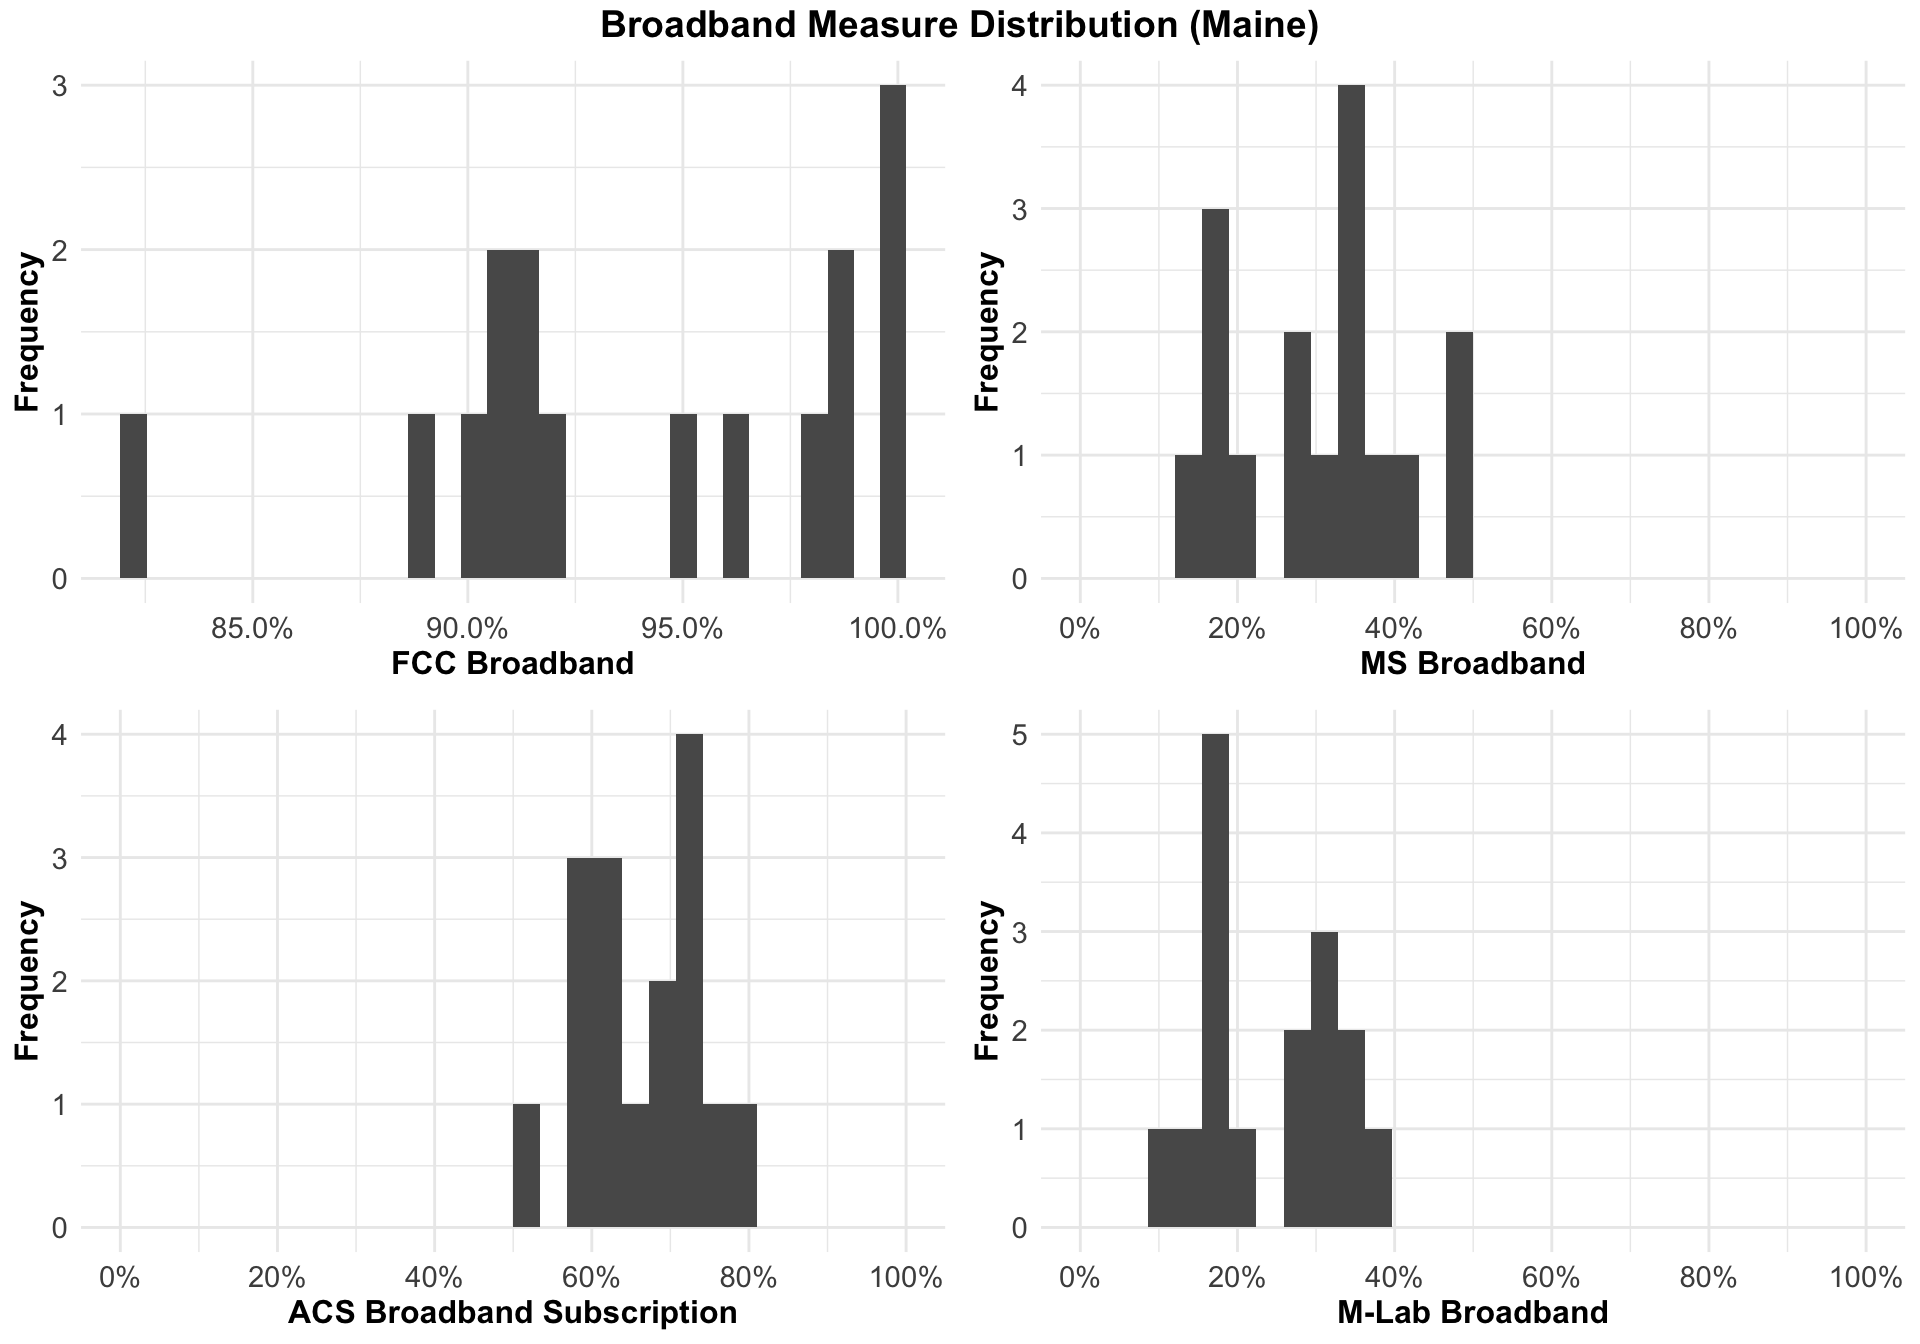 Broadband Measure Distribution (Maine)
Frequency
3
2
1
0
85.0% 90.0% 95.0% 100.0%
FCC Broadband
Frequency
4
3
2
1
0
0% 20% 40% 60% 80% 100%
MS Broadband
Frequency
4
3
2
1
0
0% 20% 40% 60% 80% 100%
ACS Broadband Subscription
Frequency
5
4
3
2
1
0
0% 20% 40% 60% 80% 100%
M-Lab Broadband